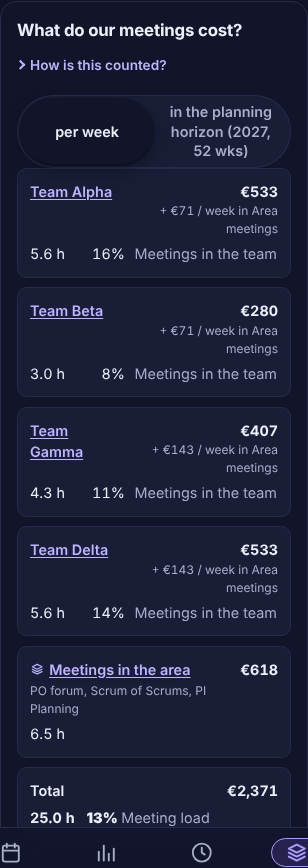 What do our meetings cost?
How is this counted?
per week
in the planning
horizon (2027,
52 wks)
Team Alpha €533
+ €71 / week in Area
meetings
5.6 h 16% Meetings in the team
Team Beta €280
+ €71 / week in Area
meetings
3.0 h 8% Meetings in the team
Team €407
Gamma + €143 / week in Area
meetings
4.3 h 11% Meetings in the team
Team Delta €533
+ €143 / week in Area
meetings
5.6 h 14% Meetings in the team
Meetings in the area €618
PO forum, Scrum of Scrums, PI
Planning
6.5 h
Total €2,371
25.0 h 13% Meeting load